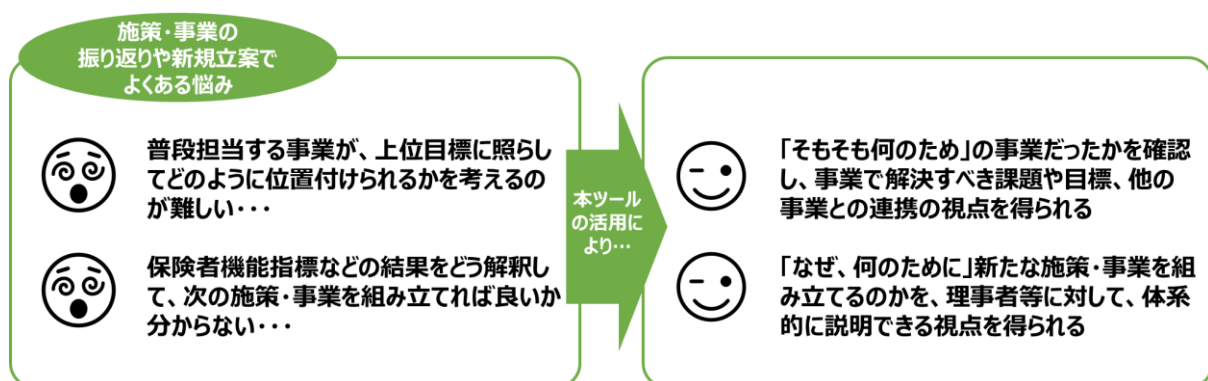 施策・事業の
振り返りや新規立案で
よくある悩み
普段担当する事業が、上位目標に照らし
てどのように位置付けられるかを考えるの
が難しい・・・
保険者機能指標などの結果をどう解釈し
て、次の施策・事業を組み立てれば良いか
分からない・・・
本ツール
の活用に
より…
「そもそも何のため」の事業だったかを確認
し、事業で解決すべき課題や目標、他の
事業との連携の視点を得られる
「なぜ、何のために」新たな施策・事業を組
み立てるのかを、理事者等に対して、体系
的に説明できる視点を得られる